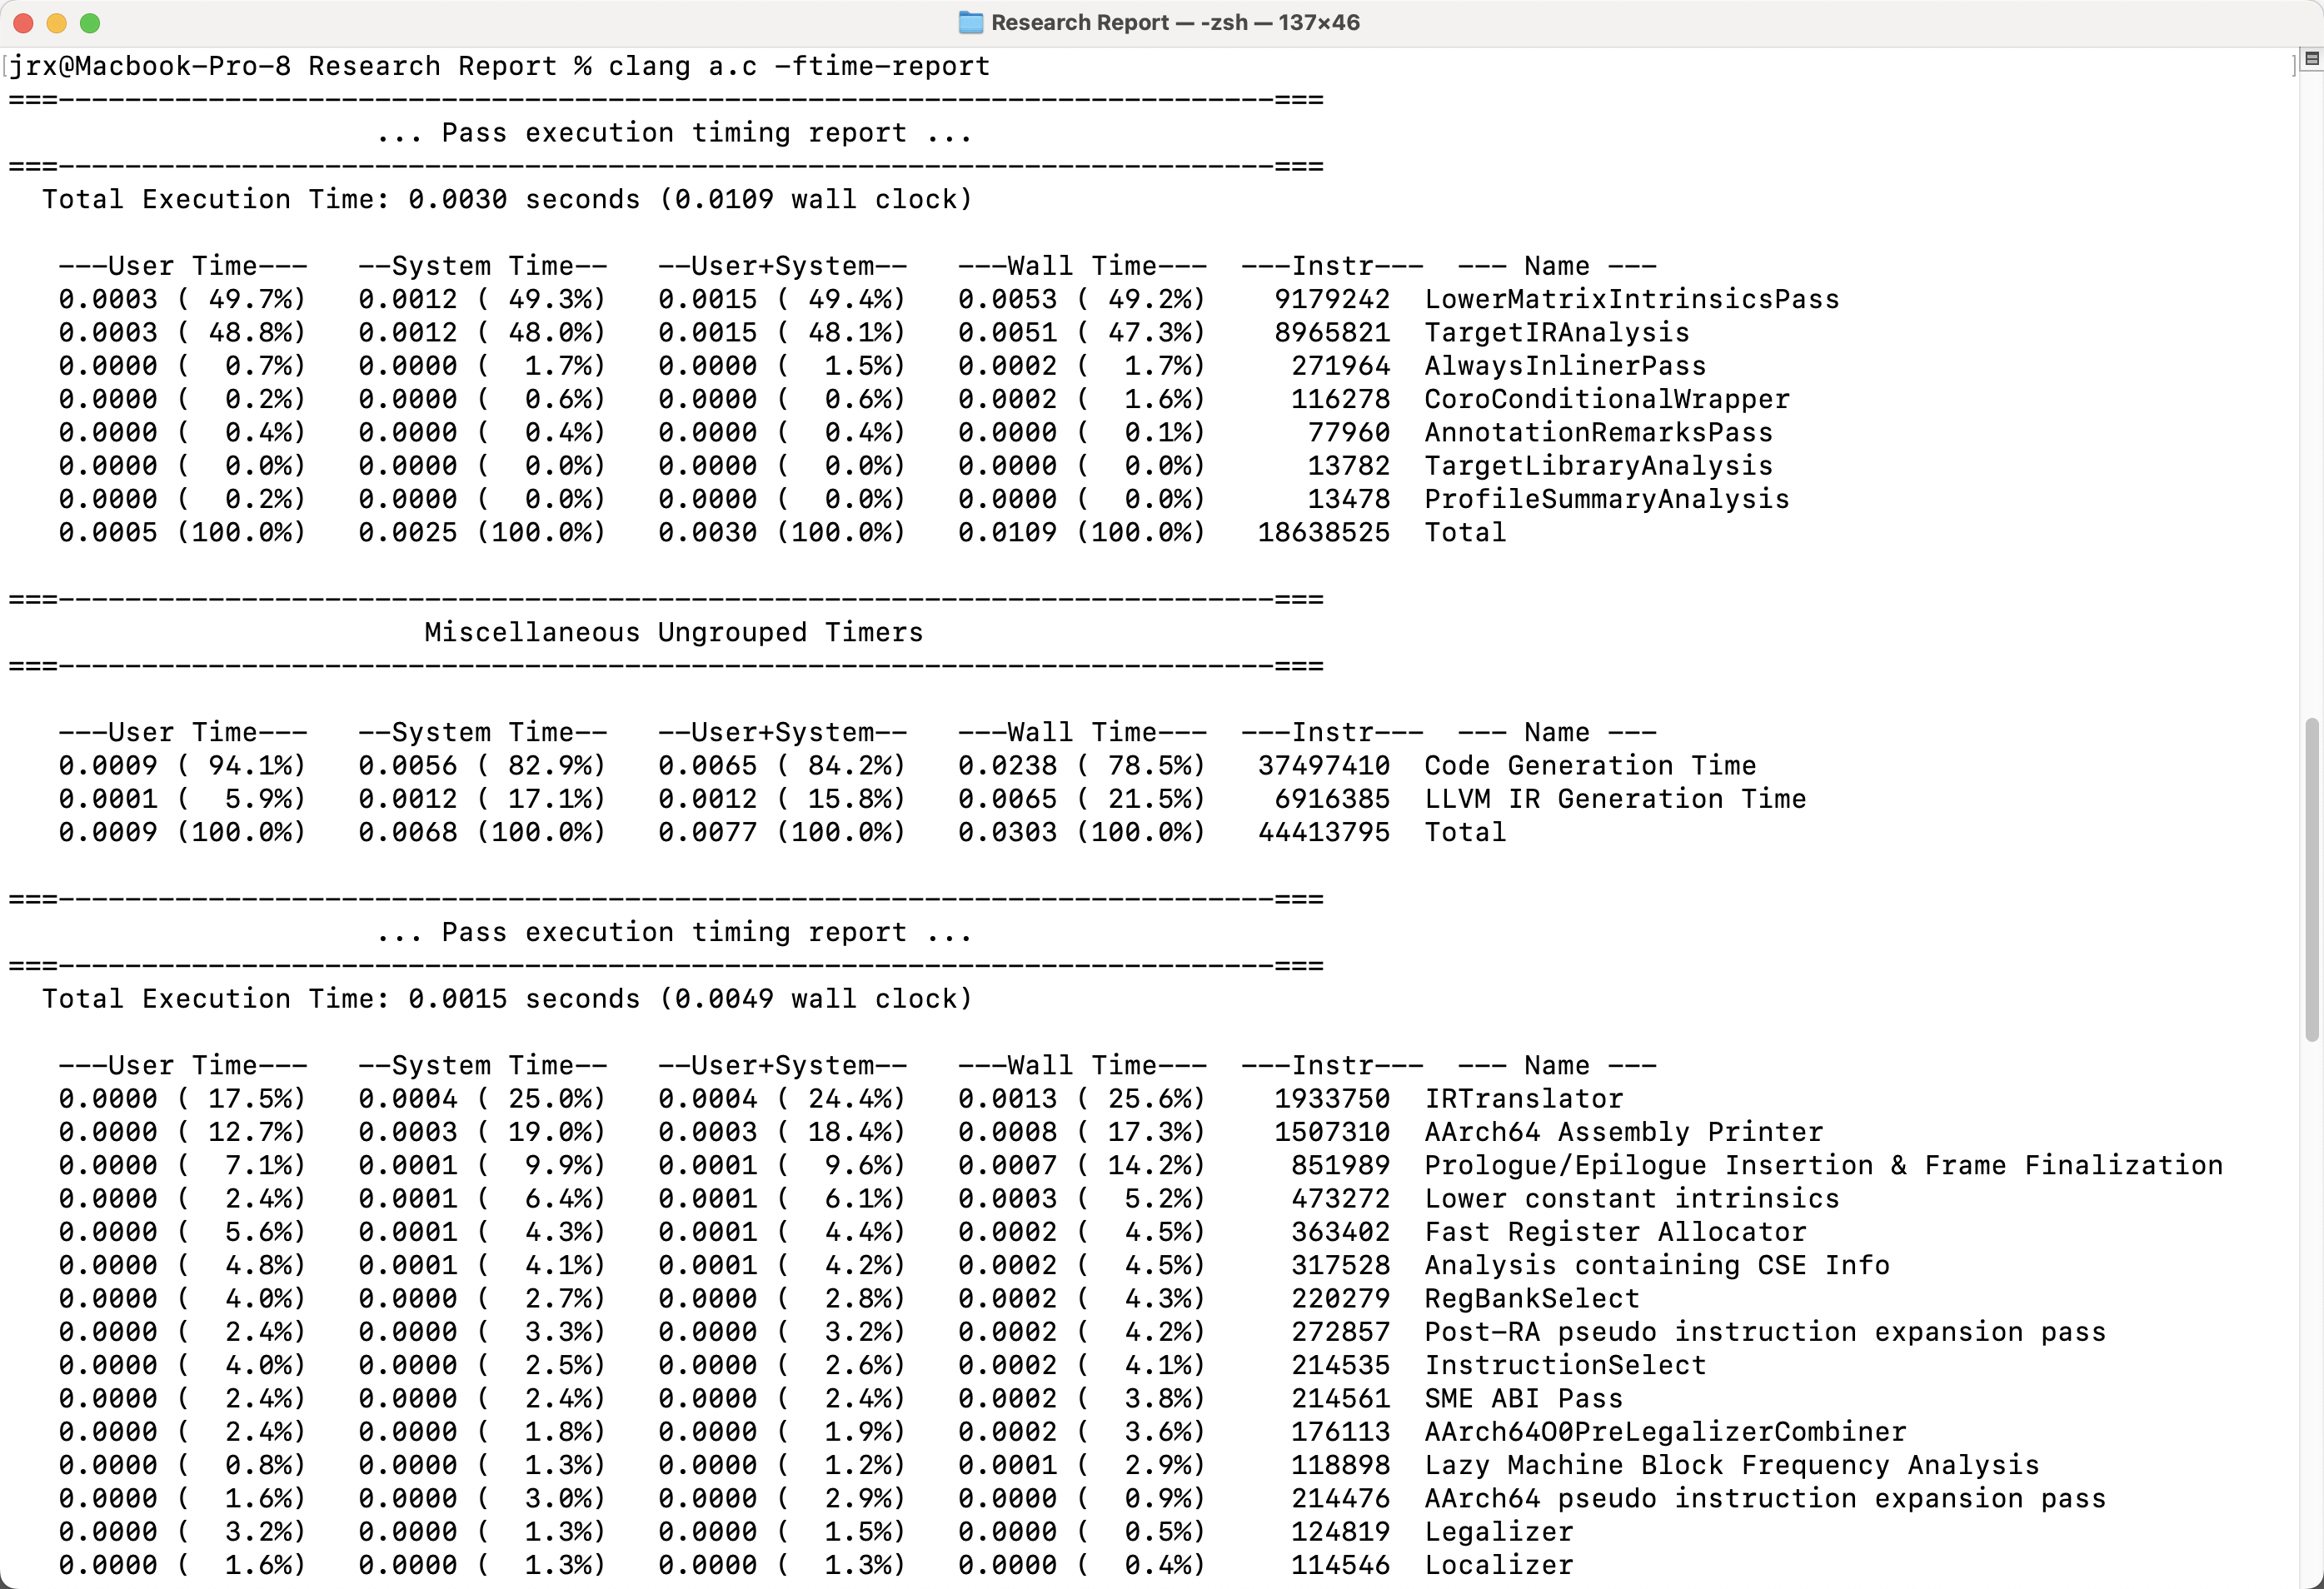 Research Report — -zsh — 137×46
jrx@Macbook-Pro-8 Research Report % clang a.c -ftime-report
===-------------------------------------------------------------------------===
                      ... Pass execution timing report ...
===-------------------------------------------------------------------------===
  Total Execution Time: 0.0030 seconds (0.0109 wall clock)

   ---User Time---   --System Time--   --User+System--   ---Wall Time---  ---Instr---  --- Name ---
   0.0003 ( 49.7%)   0.0012 ( 49.3%)   0.0015 ( 49.4%)   0.0053 ( 49.2%)    9179242  LowerMatrixIntrinsicsPass
   0.0003 ( 48.8%)   0.0012 ( 48.0%)   0.0015 ( 48.1%)   0.0051 ( 47.3%)    8965821  TargetIRAnalysis
   0.0000 (  0.7%)   0.0000 (  1.7%)   0.0000 (  1.5%)   0.0002 (  1.7%)     271964  AlwaysInlinerPass
   0.0000 (  0.2%)   0.0000 (  0.6%)   0.0000 (  0.6%)   0.0002 (  1.6%)     116278  CoroConditionalWrapper
   0.0000 (  0.4%)   0.0000 (  0.4%)   0.0000 (  0.4%)   0.0000 (  0.1%)      77960  AnnotationRemarksPass
   0.0000 (  0.0%)   0.0000 (  0.0%)   0.0000 (  0.0%)   0.0000 (  0.0%)      13782  TargetLibraryAnalysis
   0.0000 (  0.2%)   0.0000 (  0.0%)   0.0000 (  0.0%)   0.0000 (  0.0%)      13478  ProfileSummaryAnalysis
   0.0005 (100.0%)   0.0025 (100.0%)   0.0030 (100.0%)   0.0109 (100.0%)   18638525  Total

===-------------------------------------------------------------------------===
                         Miscellaneous Ungrouped Timers
===-------------------------------------------------------------------------===

   ---User Time---   --System Time--   --User+System--   ---Wall Time---  ---Instr---  --- Name ---
   0.0009 ( 94.1%)   0.0056 ( 82.9%)   0.0065 ( 84.2%)   0.0238 ( 78.5%)   37497410  Code Generation Time
   0.0001 (  5.9%)   0.0012 ( 17.1%)   0.0012 ( 15.8%)   0.0065 ( 21.5%)    6916385  LLVM IR Generation Time
   0.0009 (100.0%)   0.0068 (100.0%)   0.0077 (100.0%)   0.0303 (100.0%)   44413795  Total

===-------------------------------------------------------------------------===
                      ... Pass execution timing report ...
===-------------------------------------------------------------------------===
  Total Execution Time: 0.0015 seconds (0.0049 wall clock)

   ---User Time---   --System Time--   --User+System--   ---Wall Time---  ---Instr---  --- Name ---
   0.0000 ( 17.5%)   0.0004 ( 25.0%)   0.0004 ( 24.4%)   0.0013 ( 25.6%)    1933750  IRTranslator
   0.0000 ( 12.7%)   0.0003 ( 19.0%)   0.0003 ( 18.4%)   0.0008 ( 17.3%)    1507310  AArch64 Assembly Printer
   0.0000 (  7.1%)   0.0001 (  9.9%)   0.0001 (  9.6%)   0.0007 ( 14.2%)     851989  Prologue/Epilogue Insertion & Frame Finalization
   0.0000 (  2.4%)   0.0001 (  6.4%)   0.0001 (  6.1%)   0.0003 (  5.2%)     473272  Lower constant intrinsics
   0.0000 (  5.6%)   0.0001 (  4.3%)   0.0001 (  4.4%)   0.0002 (  4.5%)     363402  Fast Register Allocator
   0.0000 (  4.8%)   0.0001 (  4.1%)   0.0001 (  4.2%)   0.0002 (  4.5%)     317528  Analysis containing CSE Info
   0.0000 (  4.0%)   0.0000 (  2.7%)   0.0000 (  2.8%)   0.0002 (  4.3%)     220279  RegBankSelect
   0.0000 (  2.4%)   0.0000 (  3.3%)   0.0000 (  3.2%)   0.0002 (  4.2%)     272857  Post-RA pseudo instruction expansion pass
   0.0000 (  4.0%)   0.0000 (  2.5%)   0.0000 (  2.6%)   0.0002 (  4.1%)     214535  InstructionSelect
   0.0000 (  2.4%)   0.0000 (  2.4%)   0.0000 (  2.4%)   0.0002 (  3.8%)     214561  SME ABI Pass
   0.0000 (  2.4%)   0.0000 (  1.8%)   0.0000 (  1.9%)   0.0002 (  3.6%)     176113  AArch64O0PreLegalizerCombiner
   0.0000 (  0.8%)   0.0000 (  1.3%)   0.0000 (  1.2%)   0.0001 (  2.9%)     118898  Lazy Machine Block Frequency Analysis
   0.0000 (  1.6%)   0.0000 (  3.0%)   0.0000 (  2.9%)   0.0000 (  0.9%)     214476  AArch64 pseudo instruction expansion pass
   0.0000 (  3.2%)   0.0000 (  1.3%)   0.0000 (  1.5%)   0.0000 (  0.5%)     124819  Legalizer
   0.0000 (  1.6%)   0.0000 (  1.3%)   0.0000 (  1.3%)   0.0000 (  0.4%)     114546  Localizer